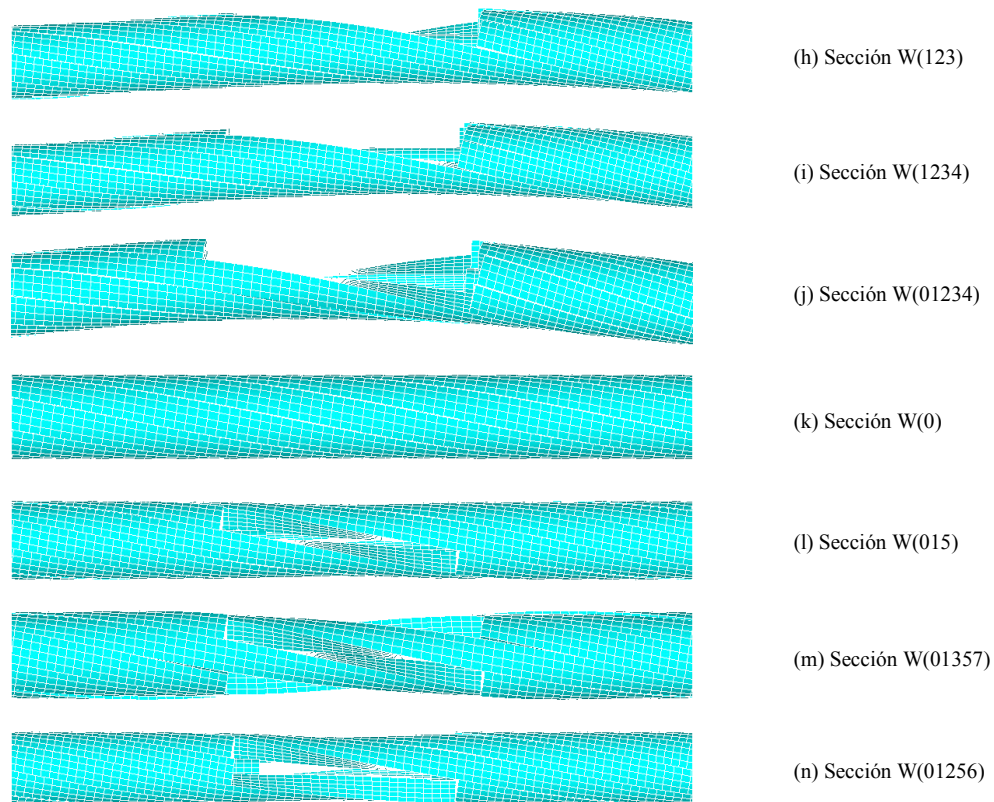 (h) Sección W(123)
(i) Sección W(1234)
(j) Sección W(01234)
(k) Sección W(0)
(l) Sección W(015)
(m) Sección W(01357)
(n) Sección W(01256)